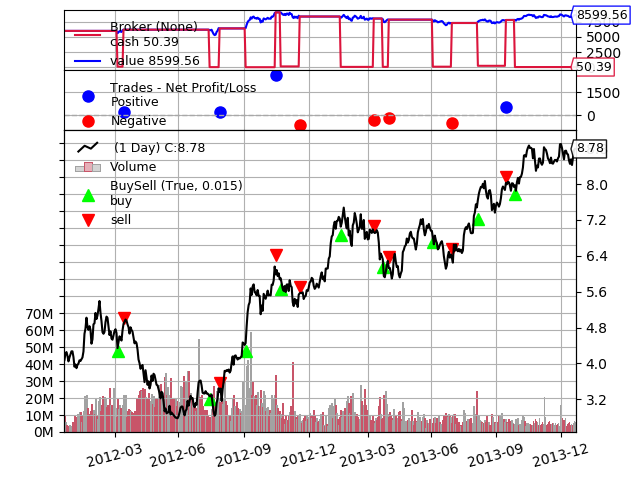 Broker (None)
cash 50.39
value 8599.56
8599.56
7500
5000
2500
50.39
Trades - Net Profit/Loss
Positive
Negative
1500
0
(1 Day) C:8.78
Volume
BuySell (True, 0.015)
buy
sell
8.78
8.0
7.2
6.4
5.6
4.8
4.0
3.2
70M
60M
50M
40M
30M
20M
10M
0M
2012-03
2012-06
2012-09
2012-12
2013-03
2013-06
2013-09
2013-12